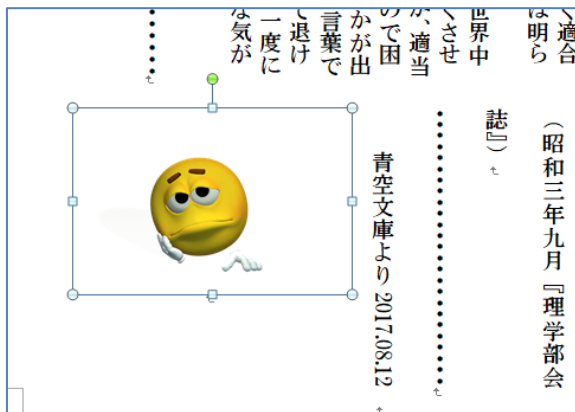 く適合
は明ら
世界中
くさせ
が、適当
ので困
かが出
言葉で
て退け
一度に
な気が
・・・・・
（昭和三年九月『理学部会
誌』）
・・・・・・・・・・・・・・・・・・・・
青空文庫より 2017.08.12